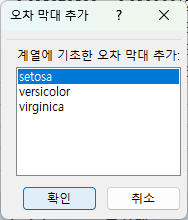 오차 막대 추가 ? ×
계열에 기초한 오차 막대 추가:
setosa
versicolor
virginica
확인 취소